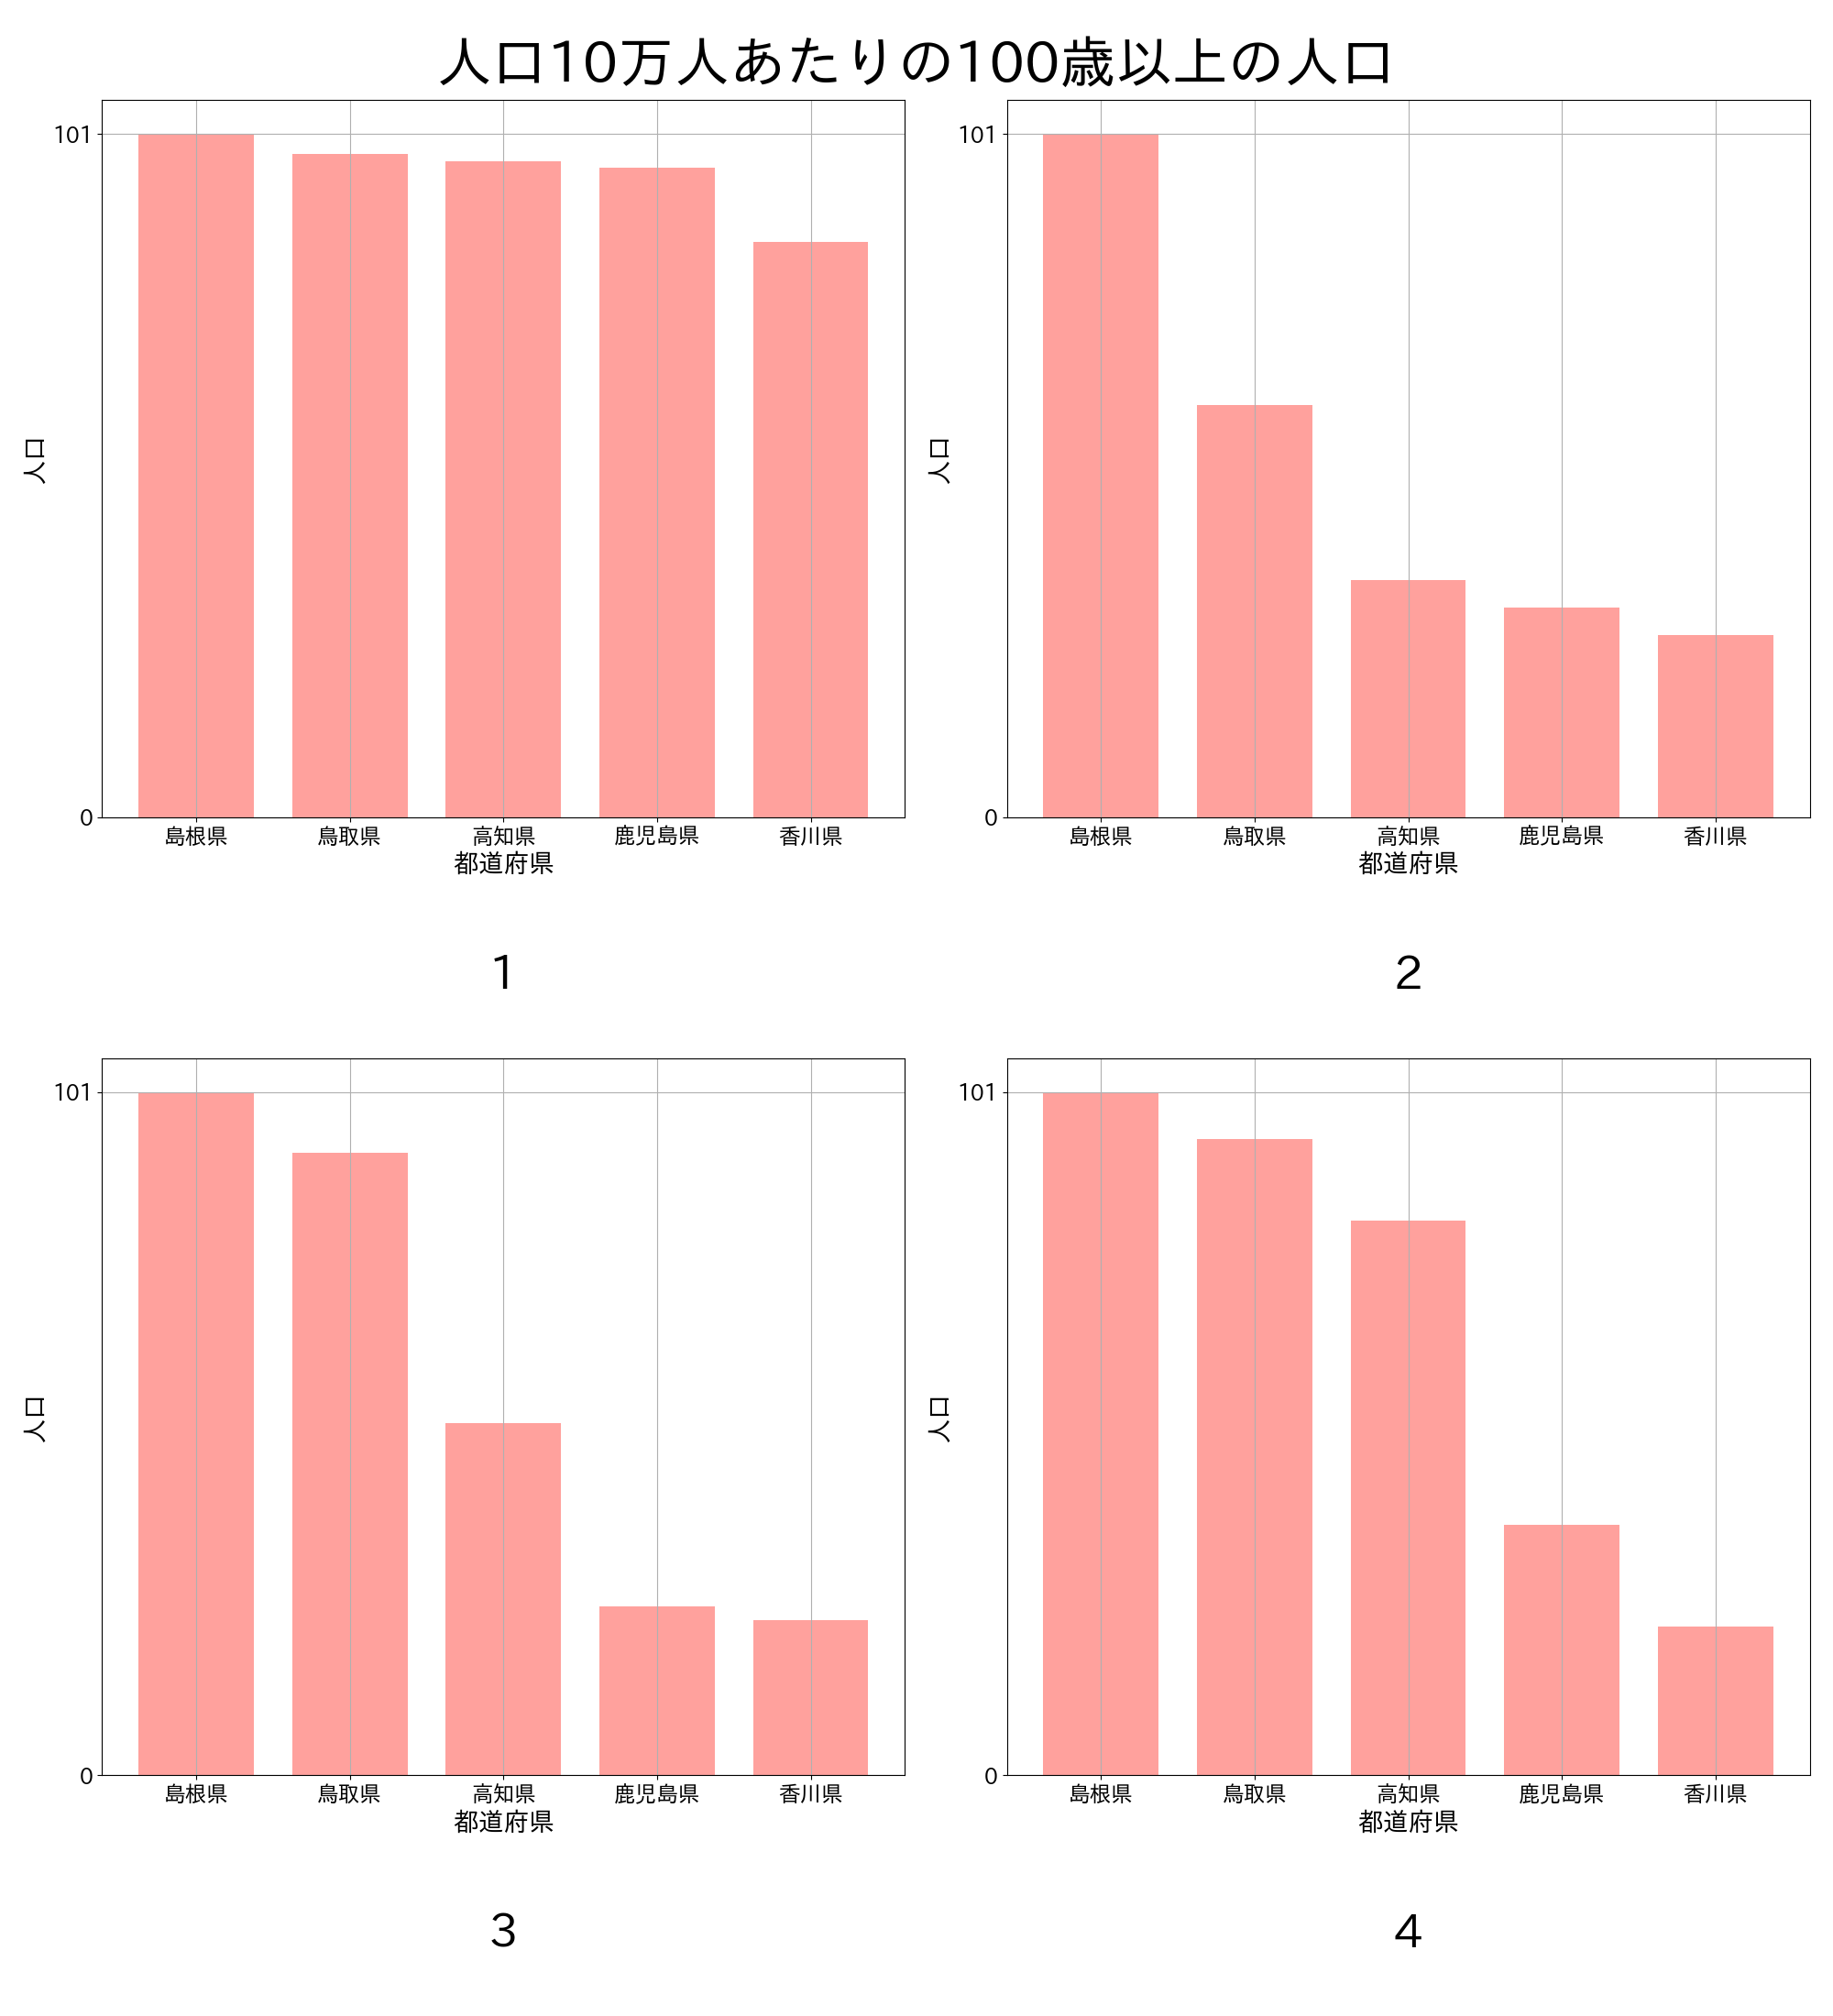 人口10万人あたりの100歳以上の人口
101
0
人口
島根県 鳥取県 高知県 鹿児島県 香川県
都道府県
1
101
0
人口
島根県 鳥取県 高知県 鹿児島県 香川県
都道府県
2
101
0
人口
島根県 鳥取県 高知県 鹿児島県 香川県
都道府県
3
101
0
人口
島根県 鳥取県 高知県 鹿児島県 香川県
都道府県
4